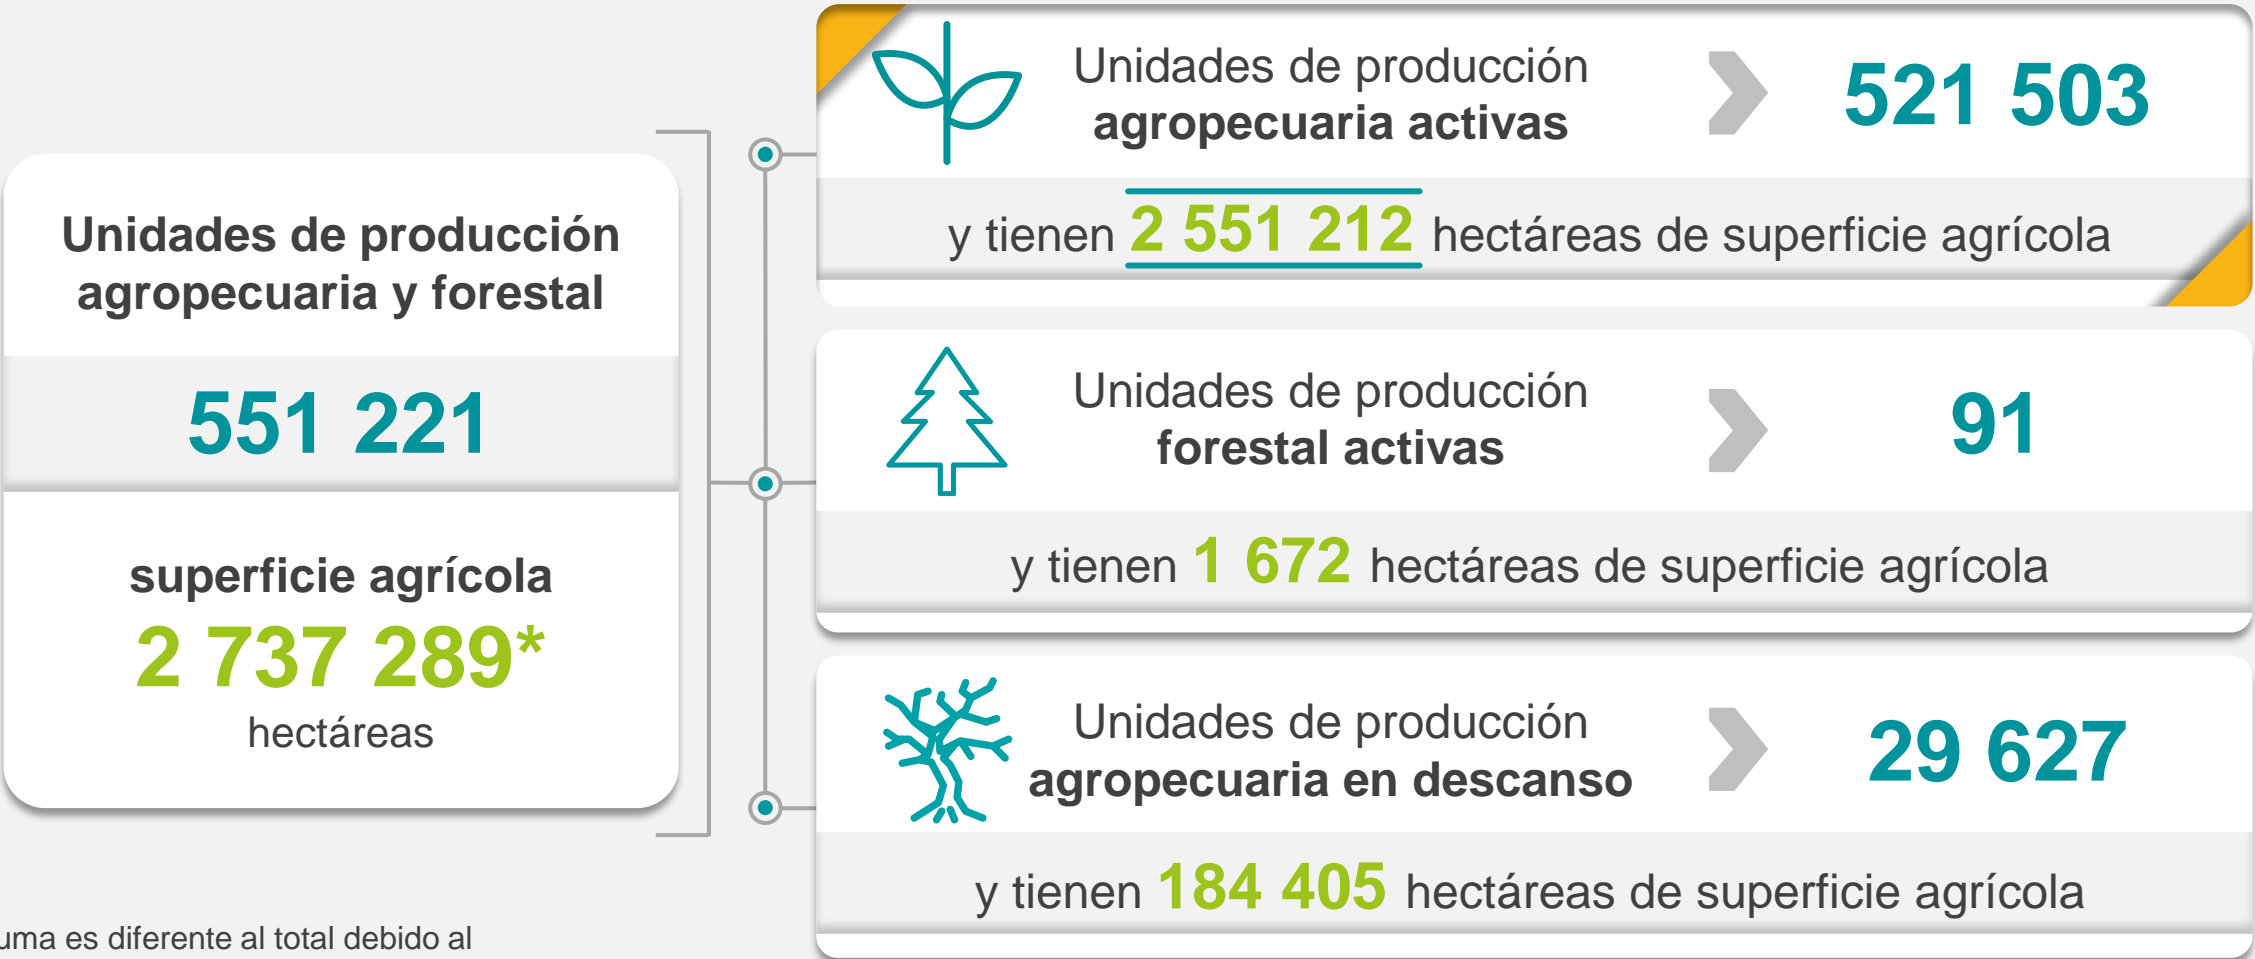 Unidades de producción
agropecuaria y forestal
551 221
superficie agrícola
2 737 289*
hectáreas
Unidades de producción
agropecuaria activas
521 503
y tienen 2 551 212 hectáreas de superficie agrícola
Unidades de producción
forestal activas
91
y tienen 1 672 hectáreas de superficie agrícola
Unidades de producción
agropecuaria en descanso
29 627
y tienen 184 405 hectáreas de superficie agrícola
es diferente al total debido al